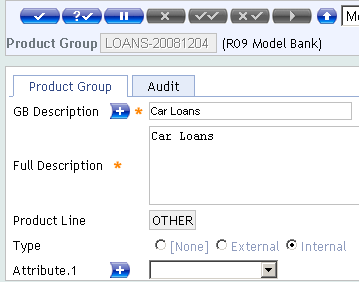 Mo
Product Group LOANS-20081204 (R09 Model Bank)
Product Group Audit
GB Description * Car Loans
Full Description * Car Loans
Product Line OTHER
Type [None] External Internal
Attribute.1